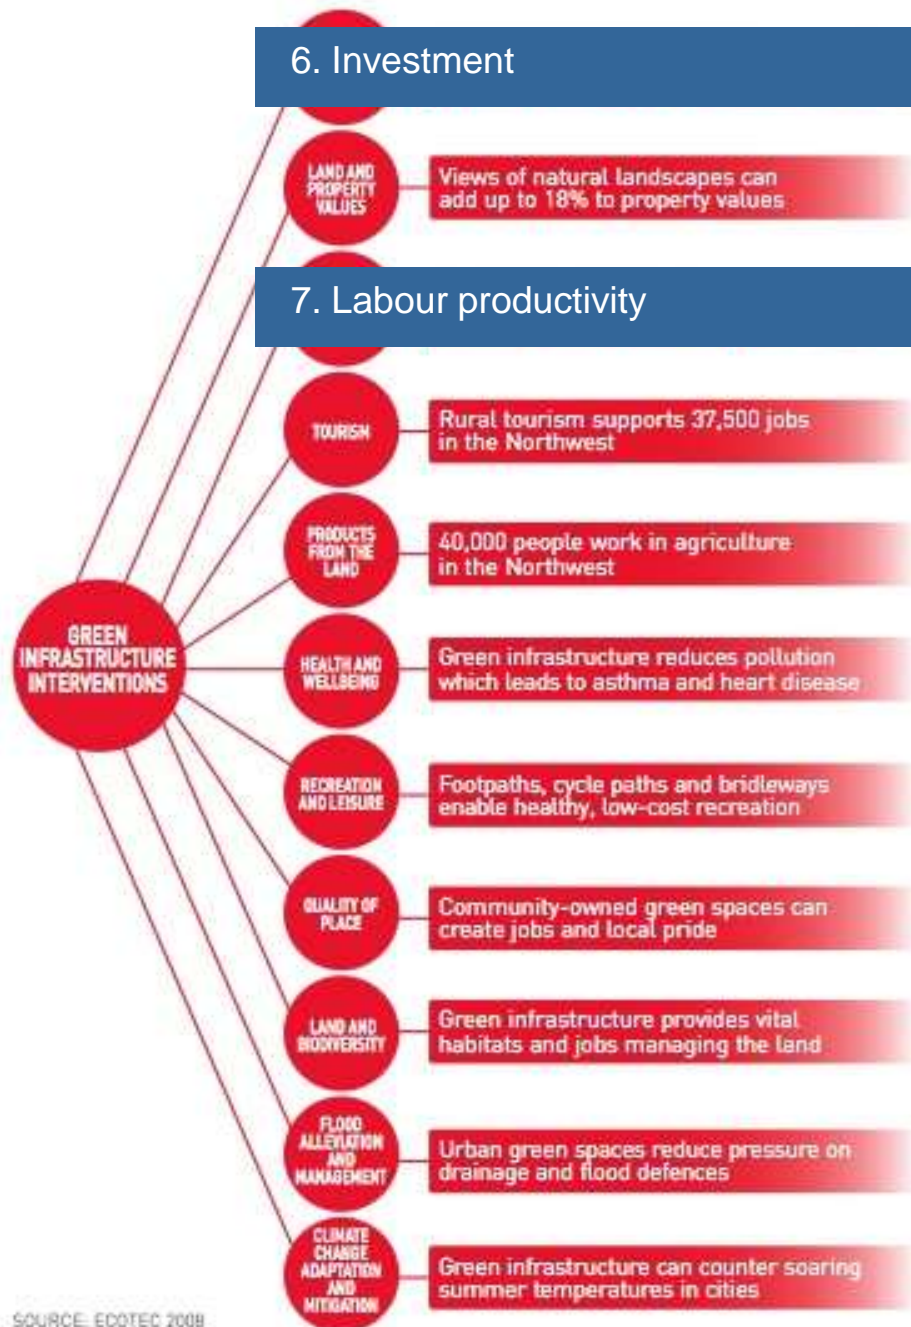 6. Investment
LAND AND
PROPERTY
VALUES
Views of natural landscapes can
add up to 18% to property values
7. Labour productivity
TOURISM
Rural tourism supports 37,500 jobs
in the Northwest
PRODUCTS
FROM THE
LAND
40,000 people work in agriculture
in the Northwest
GREEN
INFRASTRUCTURE
INTERVENTIONS
HEALTH AND
WELLBEING
Green infrastructure reduces pollution
which leads to asthma and heart disease
RECREATION
AND LEISURE
Footpaths, cycle paths and bridleways
enable healthy, low-cost recreation
QUALITY OF
PLACE
Community-owned green spaces can
create jobs and local pride
LAND AND
BIODIVERSITY
Green infrastructure provides vital
habitats and jobs managing the land
FLOOD
ALLEVIATION
AND
MANAGEMENT
Urban green spaces reduce pressure on
drainage and flood defences
CLIMATE
CHANGE
ADAPTATION
AND
MITIGATION
Green infrastructure can counter soaring
summer temperatures in cities
SOURCE: ECOTEC 2008